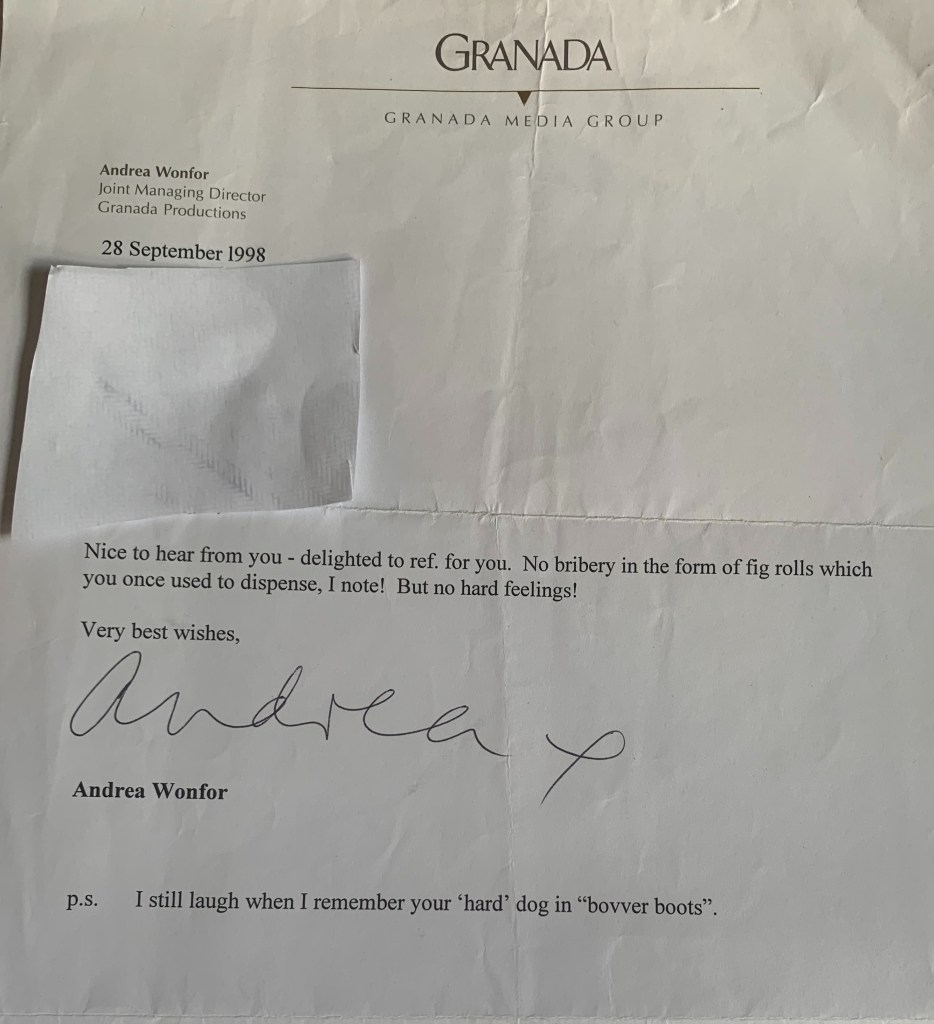 GRANADA
GRANADA MEDIA GROUP
Andrea Wonfor
Joint Managing Director
Granada Productions
28 September 1998
Nice to hear from you - delighted to ref. for you. No bribery in the form of fig rolls which
you once used to dispense, I note! But no hard feelings!
Very best wishes,
Andrea x
Andrea Wonfor
p.s. I still laugh when I remember your ‘hard’ dog in “bovver boots”.